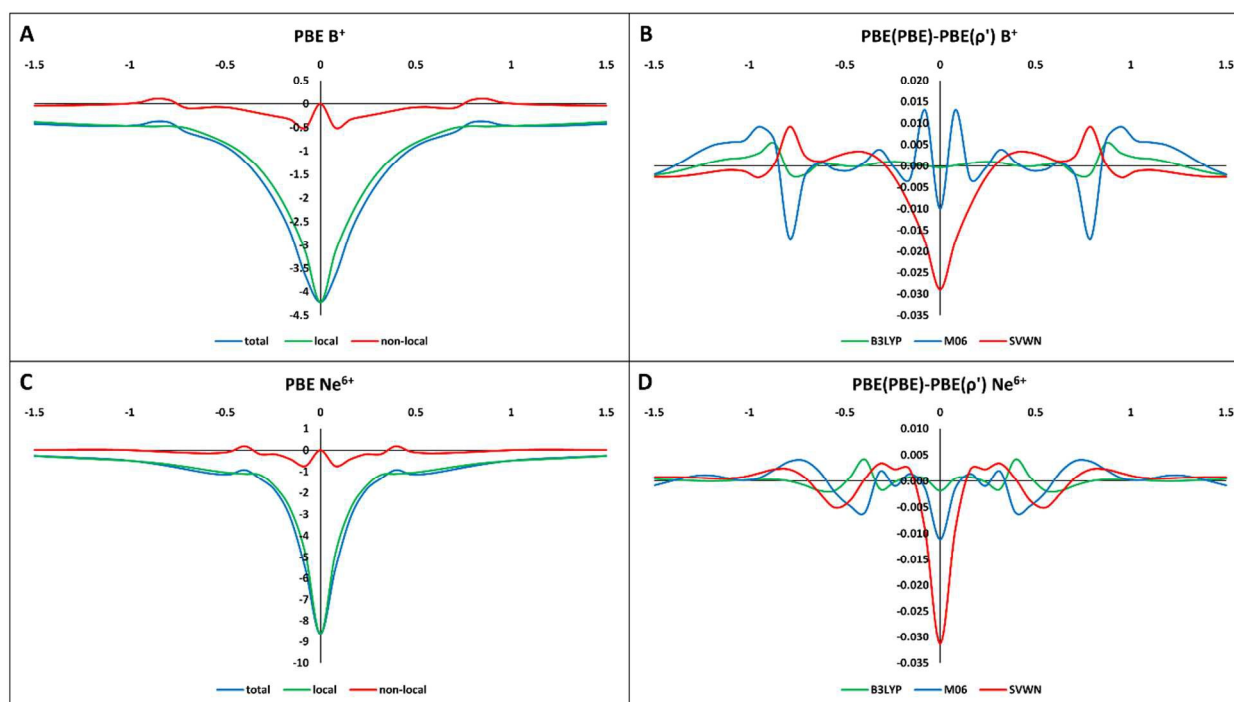 A
PBE B⁺
-1.5 -1 -0.5 0 0.5 1 1.5
0.5
0
-0.5
-1
-1.5
-2
-2.5
-3
-3.5
-4
-4.5
total local non-local
B
PBE(PBE)-PBE(ρ') B⁺
-1.5 -1 -0.5 0 0.5 1 1.5
0.020
0.015
0.010
0.005
0.000
-0.005
-0.010
-0.015
-0.020
-0.025
-0.030
-0.035
B3LYP M06 SVWN
C
PBE Ne⁶⁺
-1.5 -1 -0.5 0 0.5 1 1.5
1
0
-1
-2
-3
-4
-5
-6
-7
-8
-9
-10
total local non-local
D
PBE(PBE)-PBE(ρ') Ne⁶⁺
-1.5 -1 -0.5 0 0.5 1 1.5
0.010
0.005
0.000
-0.005
-0.010
-0.015
-0.020
-0.025
-0.030
-0.035
B3LYP M06 SVWN